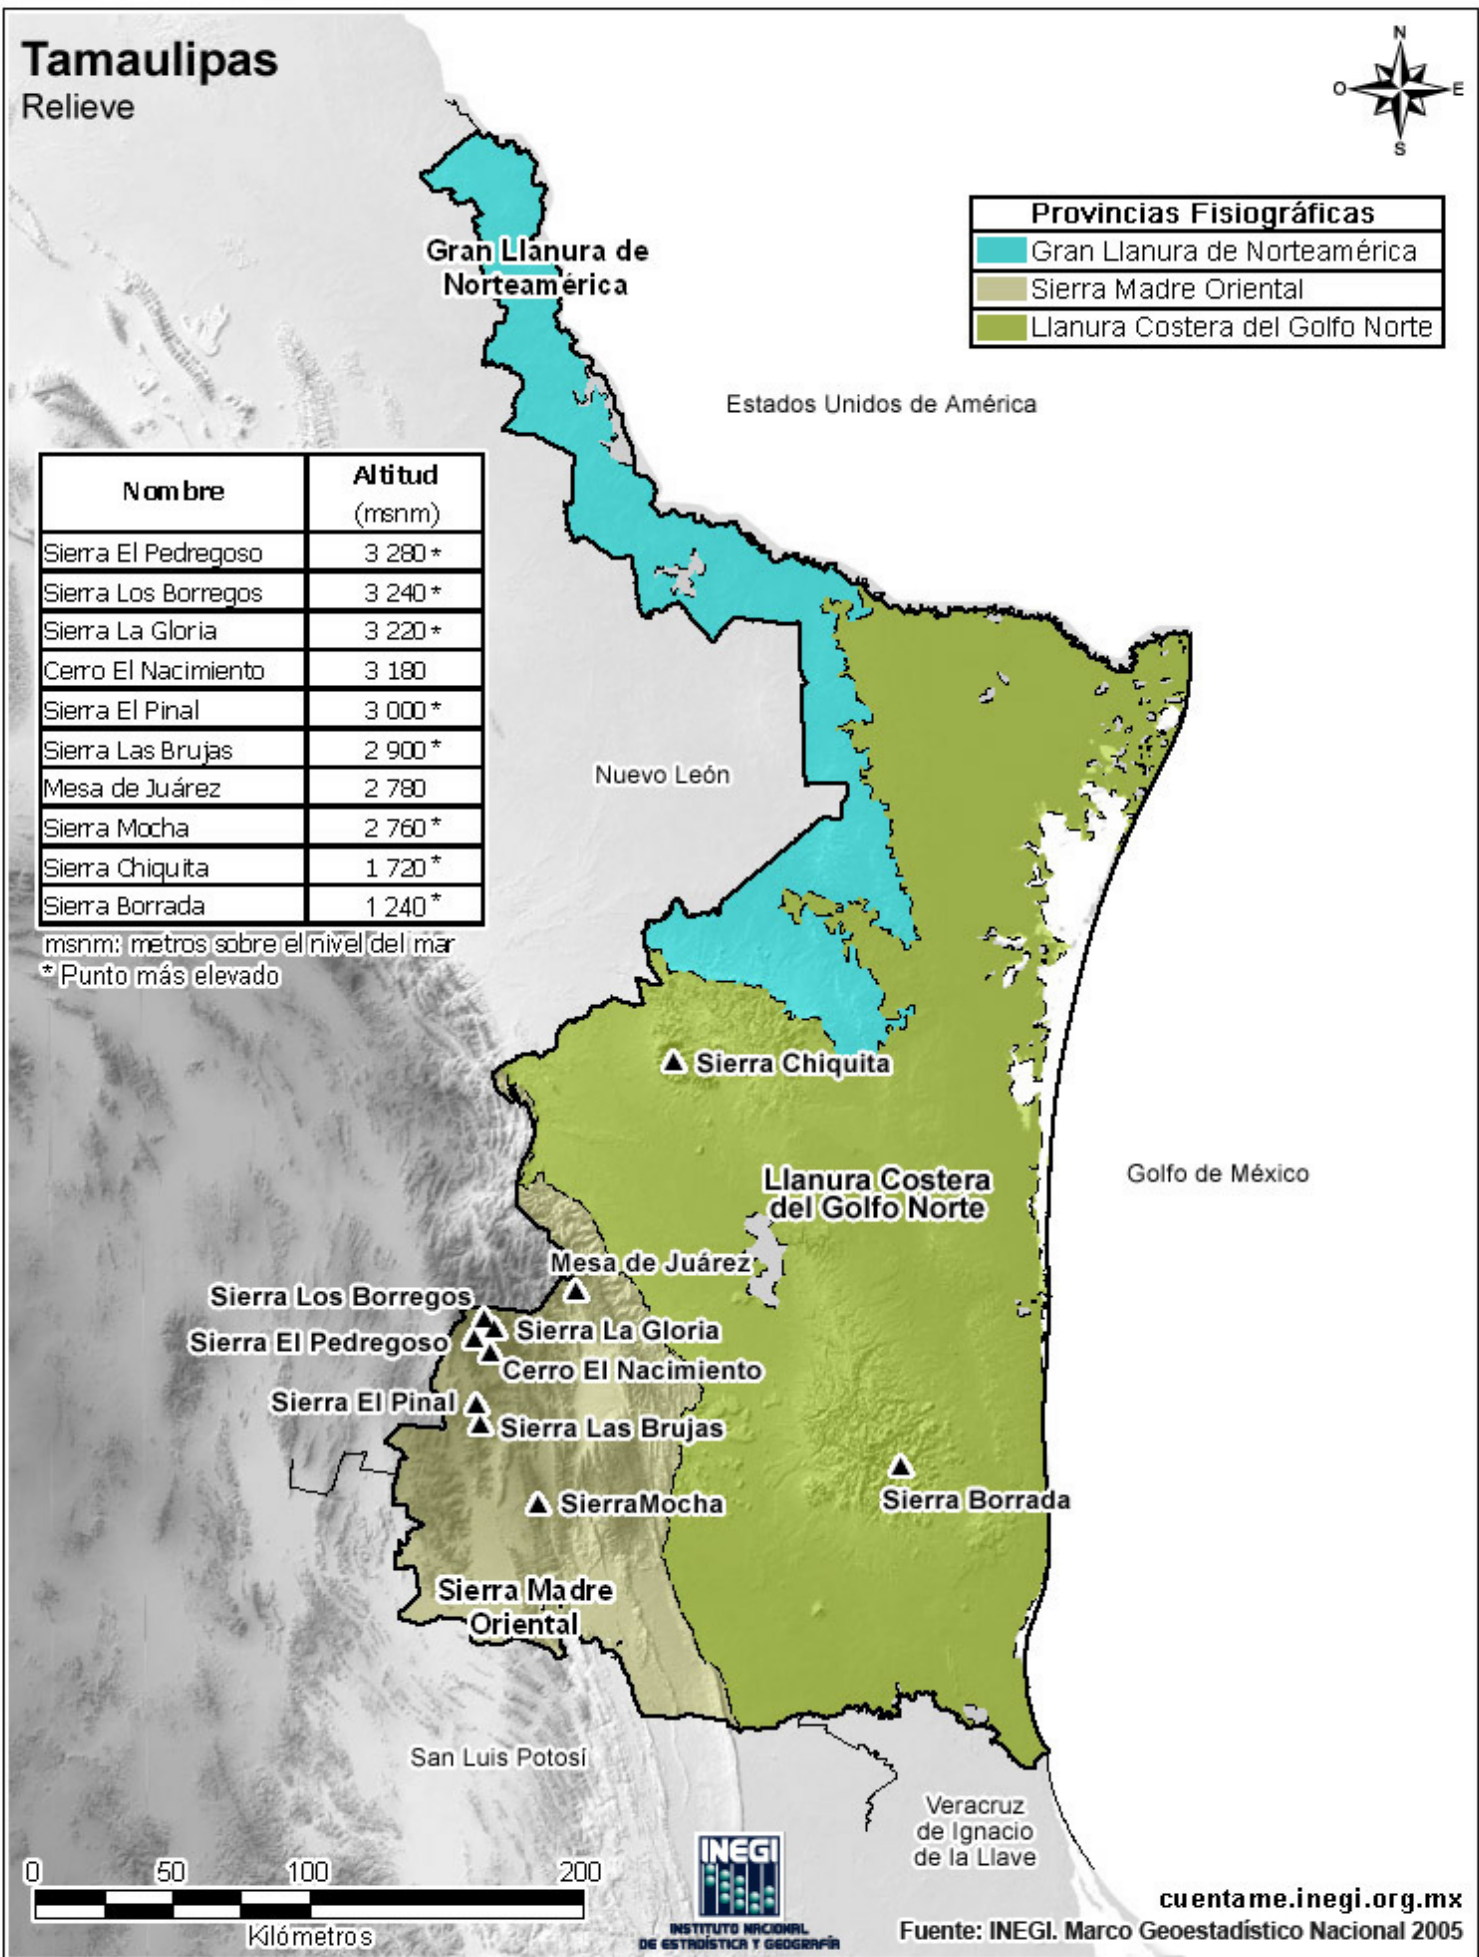 Tamaulipas
Relieve
N
O
E
S
Provincias Fisiográficas
Gran Llanura de Norteamérica
Sierra Madre Oriental
Llanura Costera del Golfo Norte
Gran Llanura de
Norteamérica
Estados Unidos de América
Nombre Altitud
(msnm)
Sierra El Pedregoso 3 280 *
Sierra Los Borregos 3 240 *
Sierra La Gloria 3 220 *
Cerro El Nacimiento 3 180
Sierra El Pinal 3 000 *
Sierra Las Brujas 2 900 *
Mesa de Juárez 2 780
Sierra Mocha 2 760 *
Sierra Chiquita 1 720 *
Sierra Borrada 1 240 *
msnm: metros sobre el nivel del mar
* Punto más elevado
Nuevo León
Sierra Chiquita
Llanura Costera
del Golfo Norte
Golfo de México
Mesa de Juárez
Sierra Los Borregos
Sierra La Gloria
Sierra El Pedregoso
Cerro El Nacimiento
Sierra El Pinal
Sierra Las Brujas
SierraMocha
Sierra Borrada
Sierra Madre
Oriental
San Luis Potosí
Veracruz
de Ignacio
de la Llave
0 50 100 200
Kilómetros
INEGI
INSTITUTO NACIONAL
DE ESTADÍSTICA Y GEOGRAFÍA
cuentame.inegi.org.mx
Fuente: INEGI. Marco Geoestadístico Nacional 2005